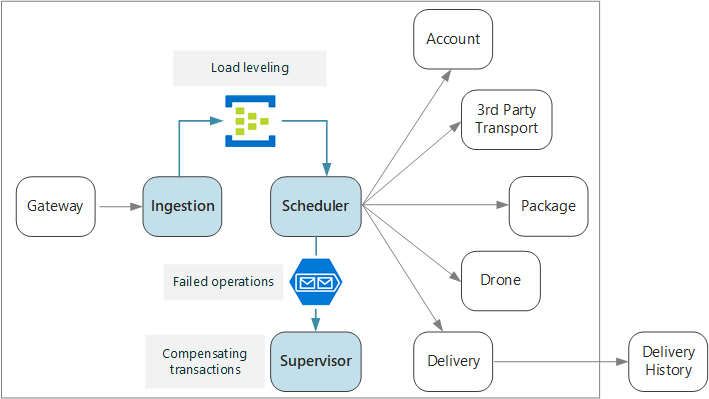 Load leveling
Account
3rd Party
Transport
Gateway
Ingestion
Scheduler
Package
Failed operations
Drone
Compensating
transactions
Supervisor
Delivery
Delivery
History